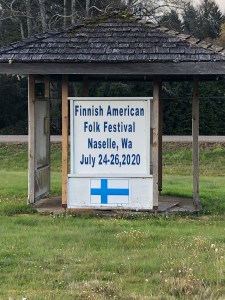 Finnish American
Folk Festival
Naselle, Wa
July 24-26,2020